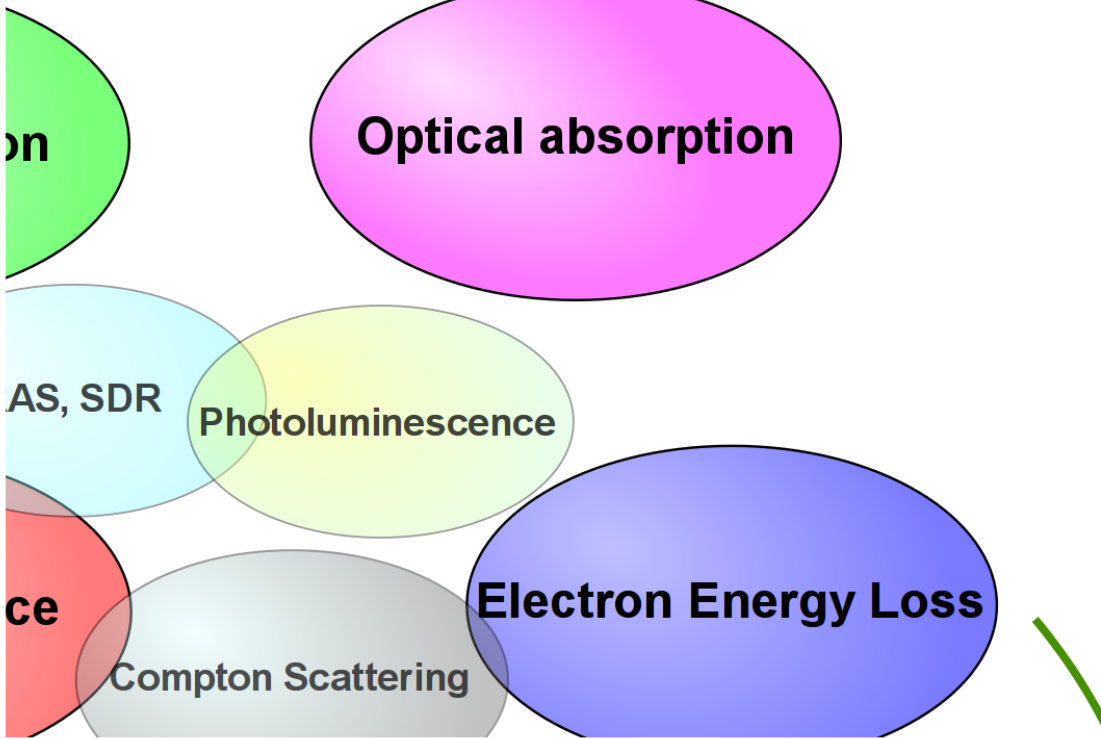 on
Optical absorption
AS, SDR
Photoluminescence
ce
Electron Energy Loss
Compton Scattering